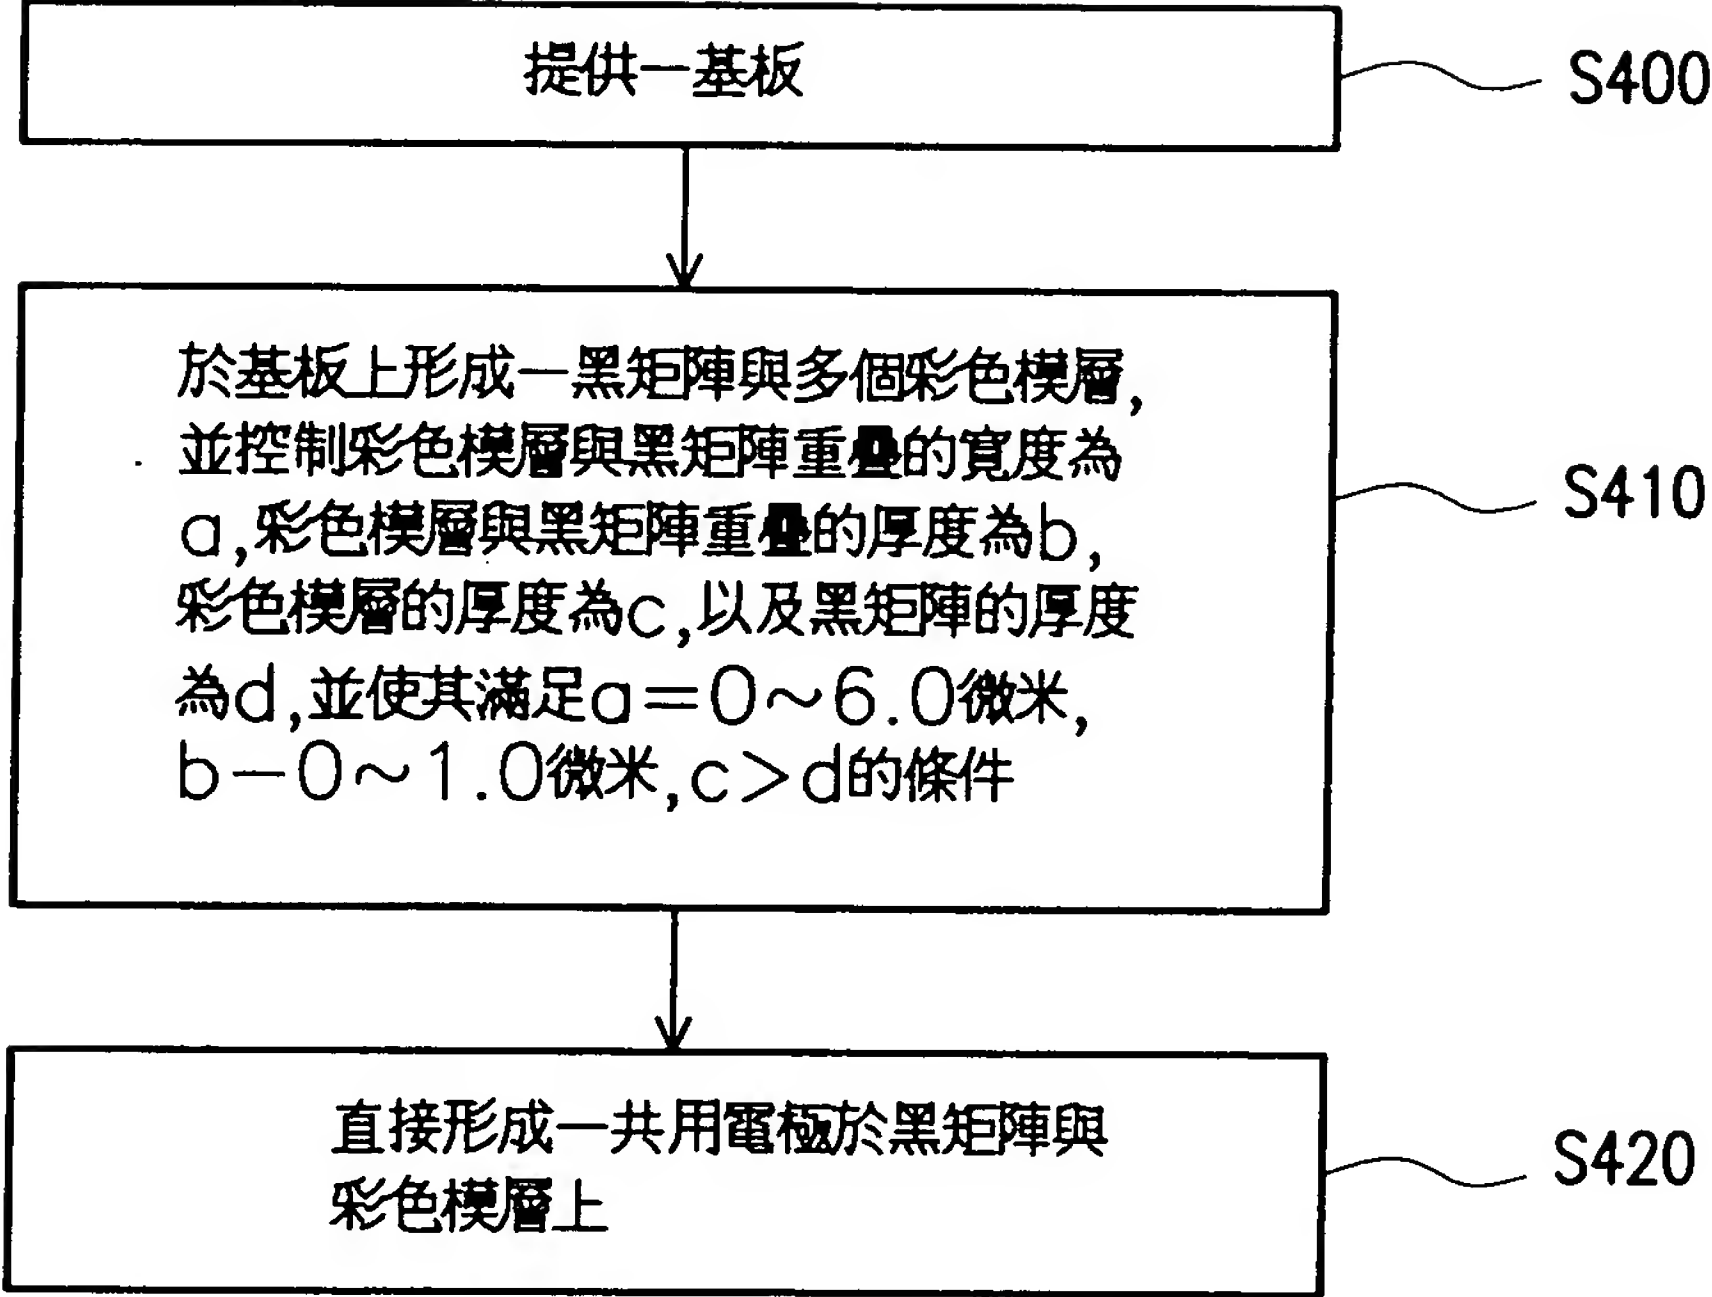 提供一基板
S400
於基板上形成一黑矩陣與多個彩色模層,
並控制彩色模層與黑矩陣重疊的寬度為
a,彩色模層與黑矩陣重疊的厚度為b,
彩色模層的厚度為c,以及黑矩陣的厚度
為d,並使其滿足a=0~6.0微米,
b-0~1.0微米,c>d的條件
S410
直接形成一共用電極於黑矩陣與
彩色模層上
S420